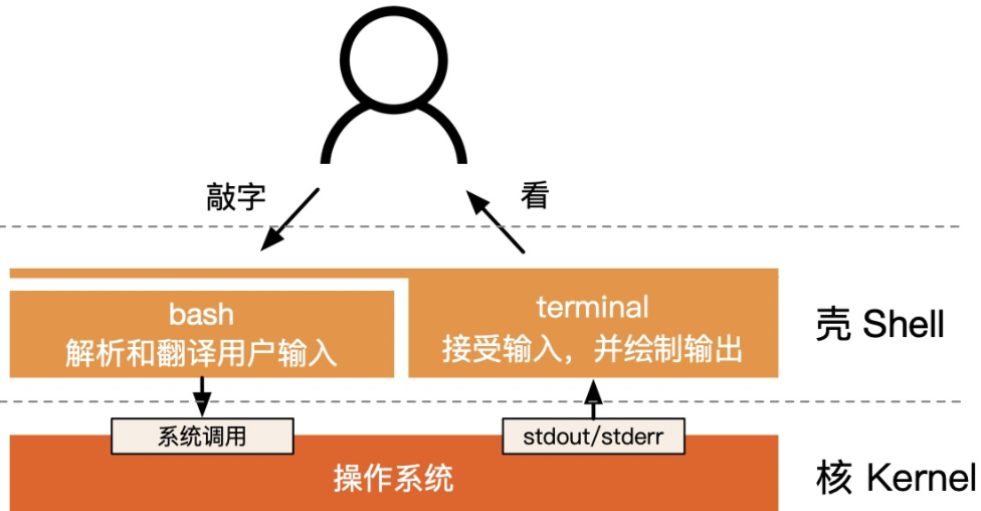 敲字
看
bash
解析和翻译用户输入
terminal
接受输入，并绘制输出
壳 Shell
系统调用
stdout/stderr
操作系统
核 Kernel